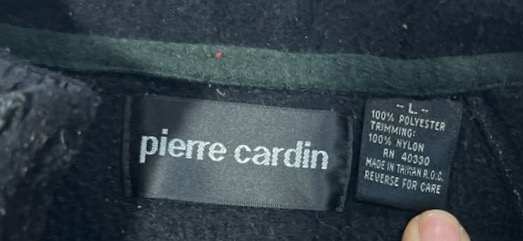 pierre cardin
- L -
100% POLYESTER
TRIMMING:
100% NYLON
RN 40330
MADE IN TAIWAN R.O.C.
REVERSE FOR CARE